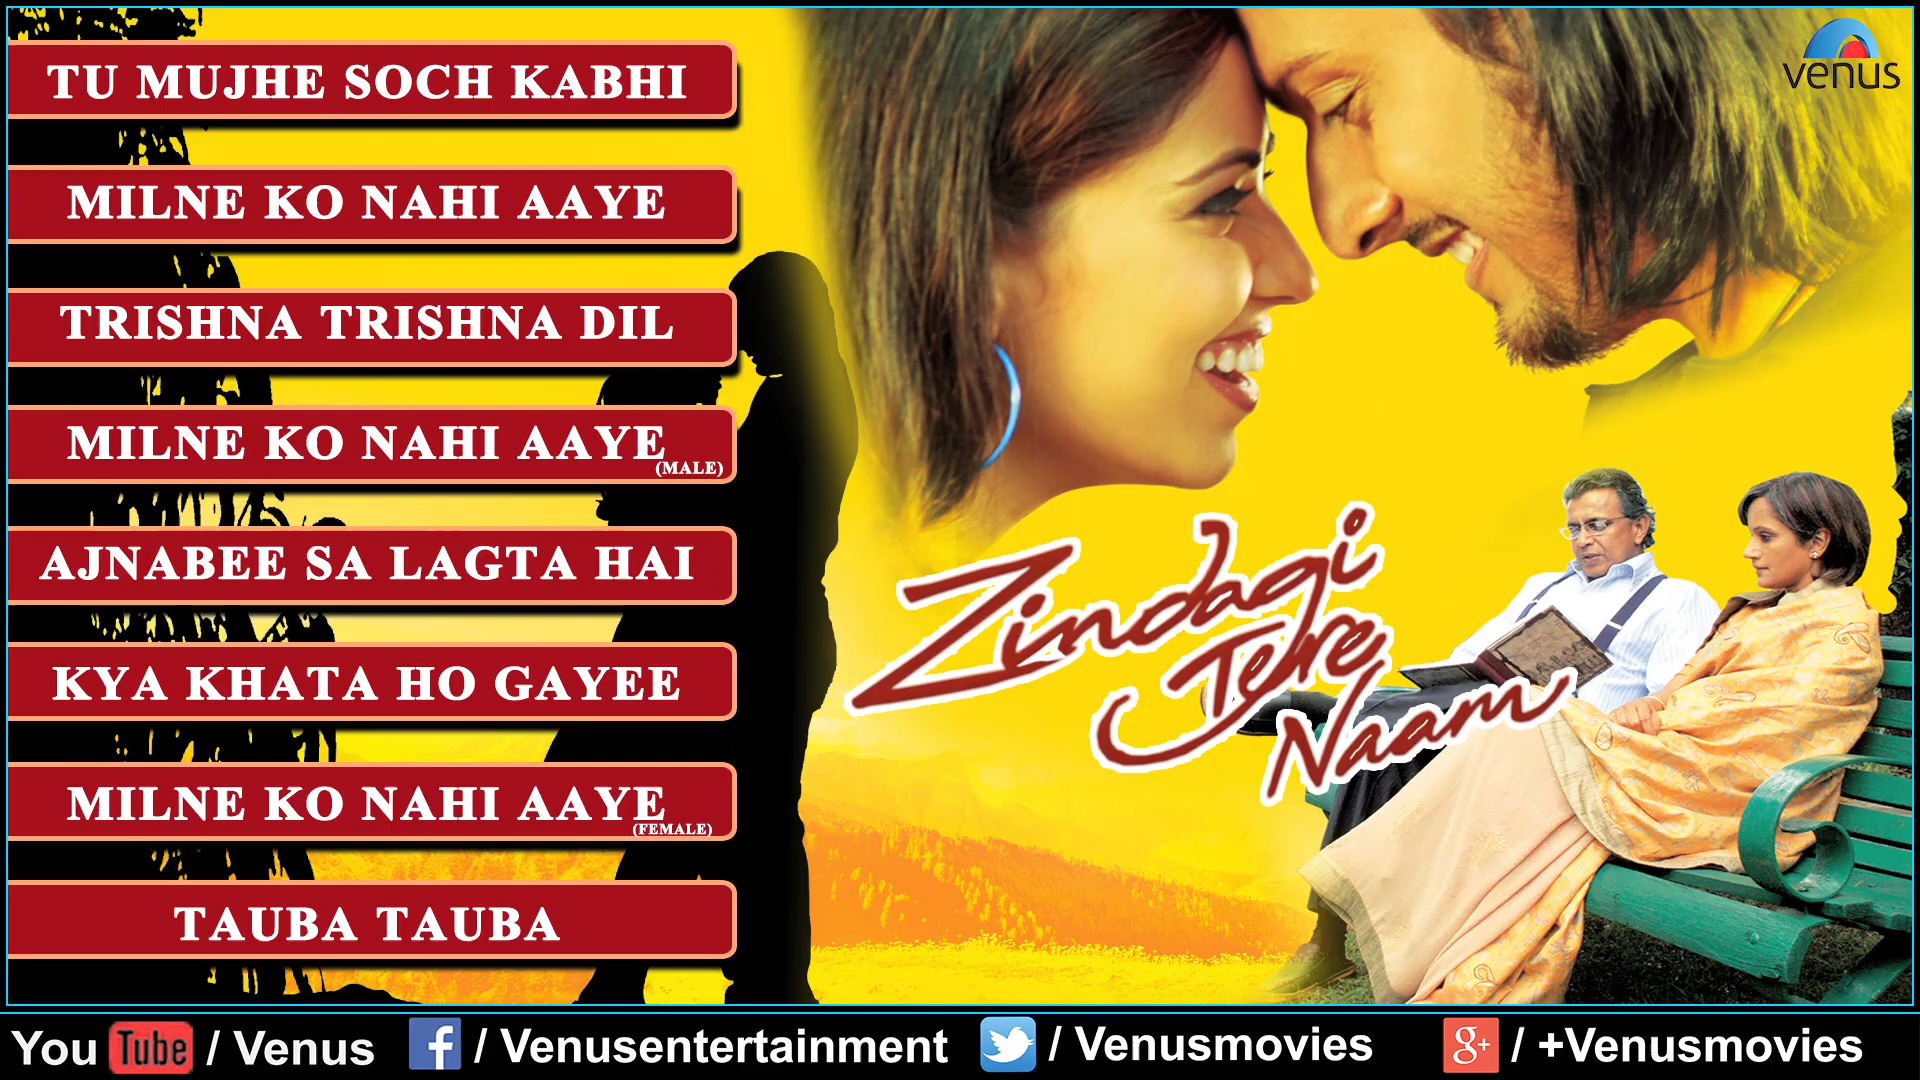 TU MUJHE SOCH KABHI
MILNE KO NAHI AAYE
TRISHNA TRISHNA DIL
MILNE KO NAHI AAYE
(MALE)
AJNABEE SA LAGTA HAI
KYA KHATA HO GAYEE
MILNE KO NAHI AAYE
(FEMALE)
TAUBA TAUBA
venus
Zindagi
Tere
Naam
You Tube / Venus
f / Venusentertainment
/ Venusmovies
g+ / +Venusmovies